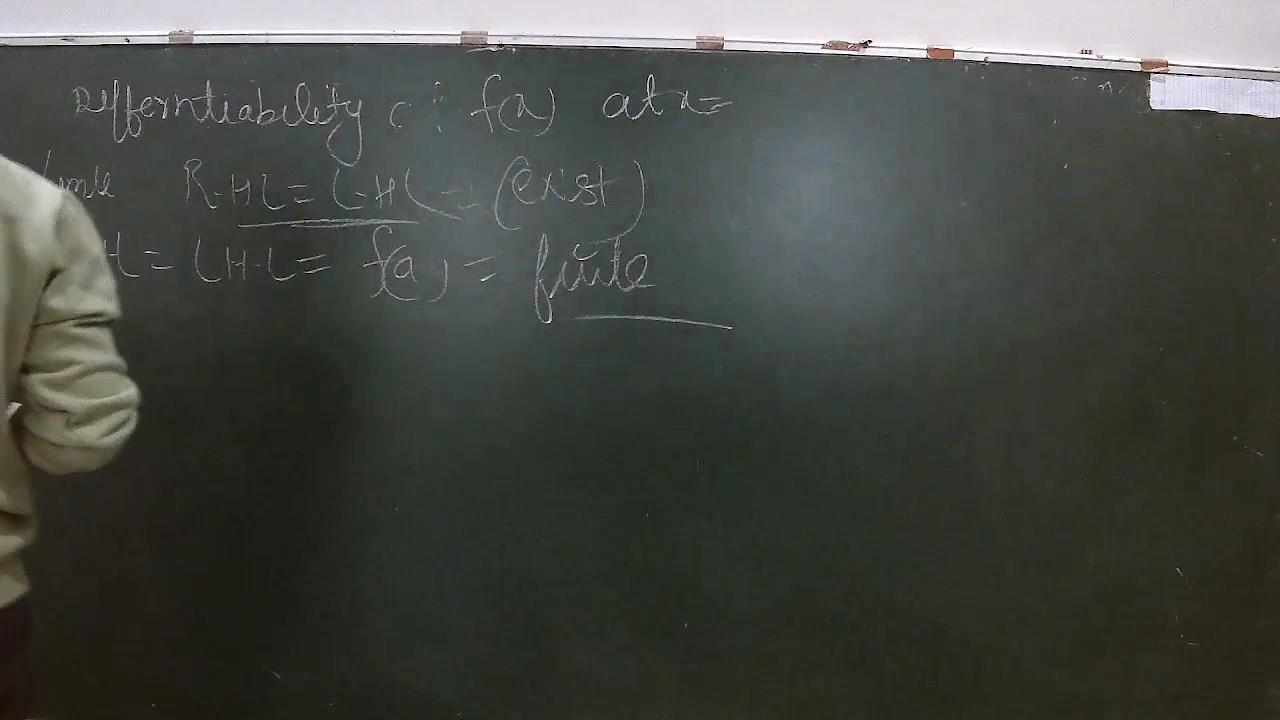 Differntiability of f(x) at x=
R.H.L = L.H.L = (exist)
= L.H.L = f(a) = finite